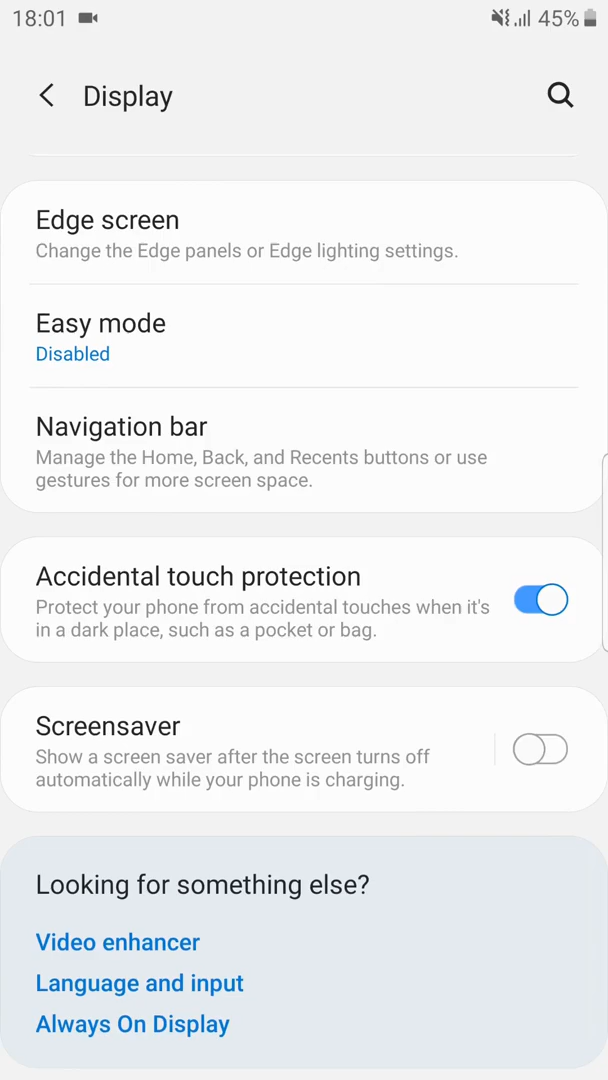 18:01 45%
Display
Edge screen
Change the Edge panels or Edge lighting settings.
Easy mode
Disabled
Navigation bar
Manage the Home, Back, and Recents buttons or use
gestures for more screen space.
Accidental touch protection
Protect your phone from accidental touches when it's
in a dark place, such as a pocket or bag.
Screensaver
Show a screen saver after the screen turns off
automatically while your phone is charging.
Looking for something else?
Video enhancer
Language and input
Always On Display